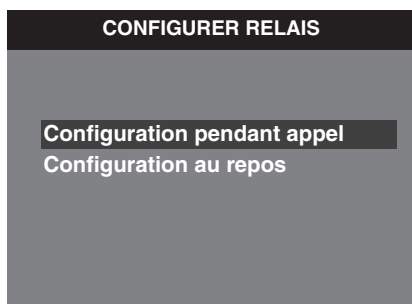 CONFIGURER RELAIS
Configuration pendant appel
Configuration au repos